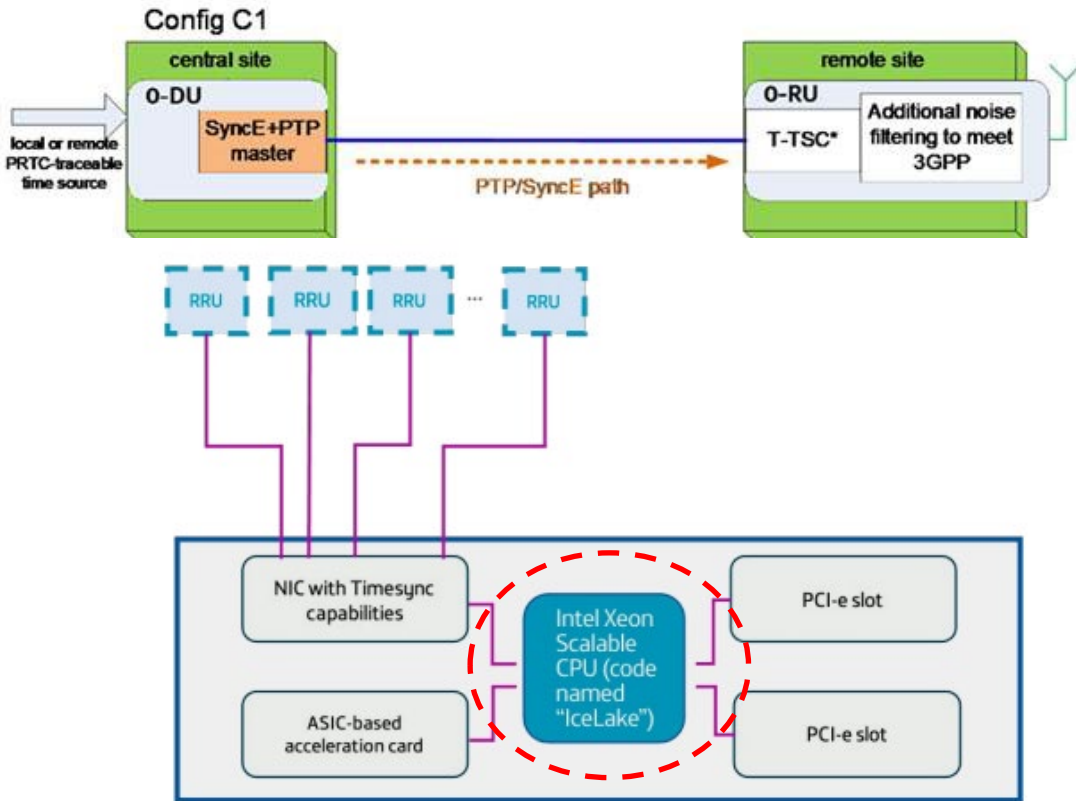 Config C1
central site
O-DU
SyncE+PTP
master
local or remote
PRTC-traceable
time source
PTP/SyncE path
remote site
O-RU
T-TSC*
Additional noise
filtering to meet
3GPP
RRU
RRU
RRU
...
RRU
NIC with Timesync
capabilities
Intel Xeon
Scalable
CPU (code
named
“IceLake”)
PCI-e slot
ASIC-based
acceleration card
PCI-e slot